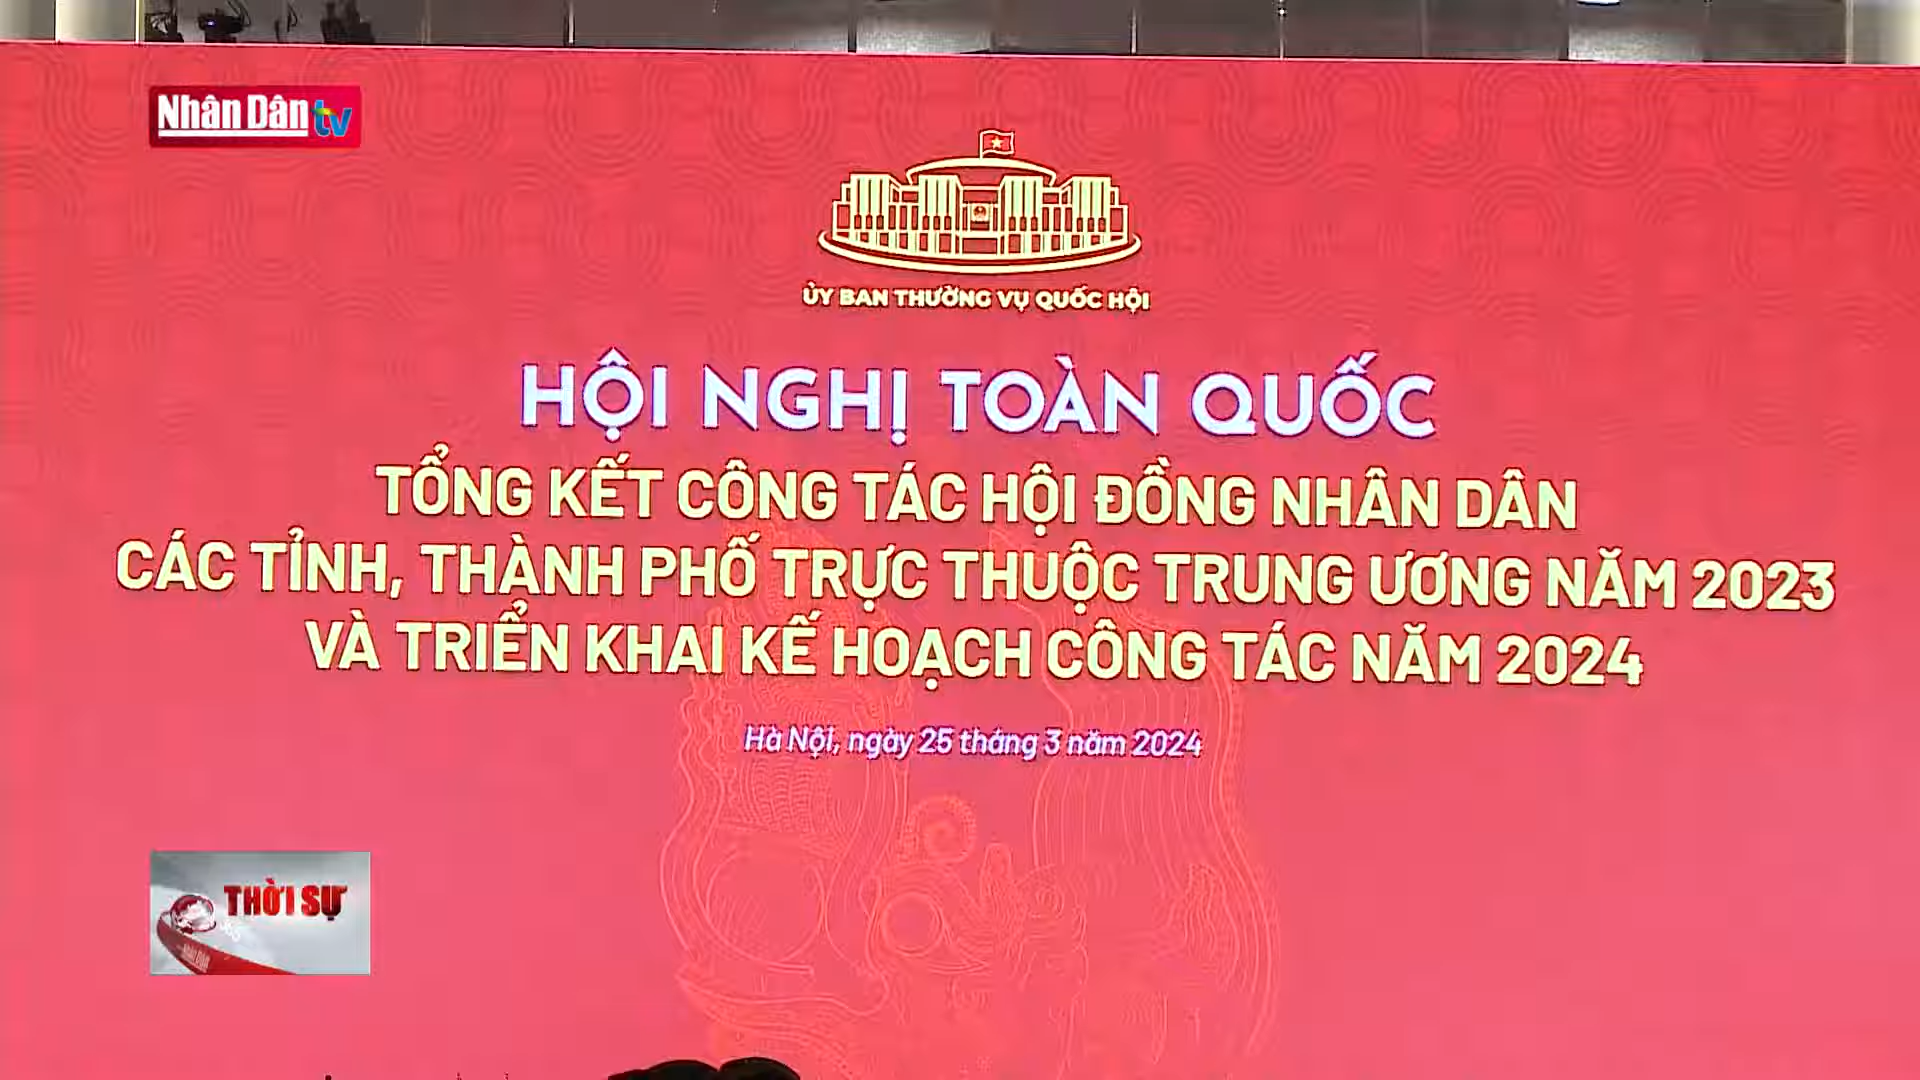 Nhân Dân tv
ỦY BAN THƯỜNG VỤ QUỐC HỘI
HỘI NGHỊ TOÀN QUỐC
TỔNG KẾT CÔNG TÁC HỘI ĐỒNG NHÂN DÂN
CÁC TỈNH, THÀNH PHỐ TRỰC THUỘC TRUNG ƯƠNG NĂM 2023
VÀ TRIỂN KHAI KẾ HOẠCH CÔNG TÁC NĂM 2024
Hà Nội, ngày 25 tháng 3 năm 2024
THỜI SỰ
NHÂN DÂN